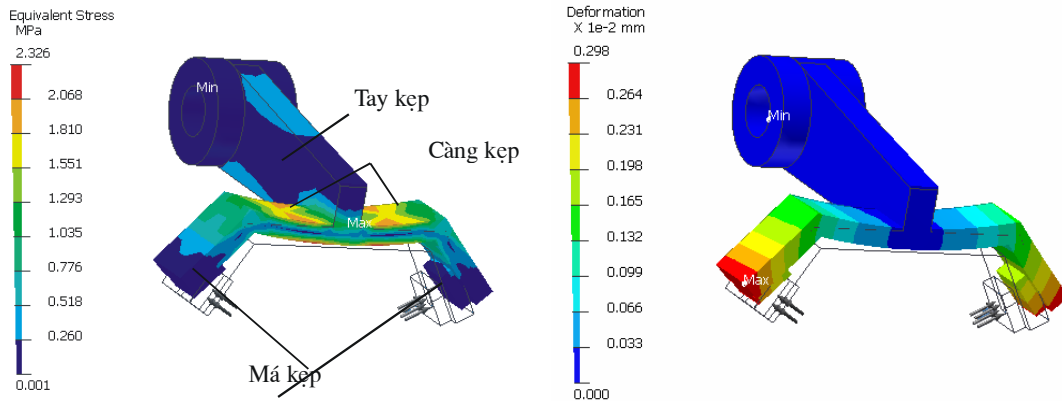 Equivalent Stress
MPa
2.326
2.068
1.810
1.551
1.293
1.035
0.776
0.518
0.260
0.001
Min
Max
Tay kẹp
Càng kẹp
Má kẹp
Deformation
X 1e-2 mm
0.298
0.264
0.231
0.198
0.165
0.132
0.099
0.066
0.033
0.000
Min
Max